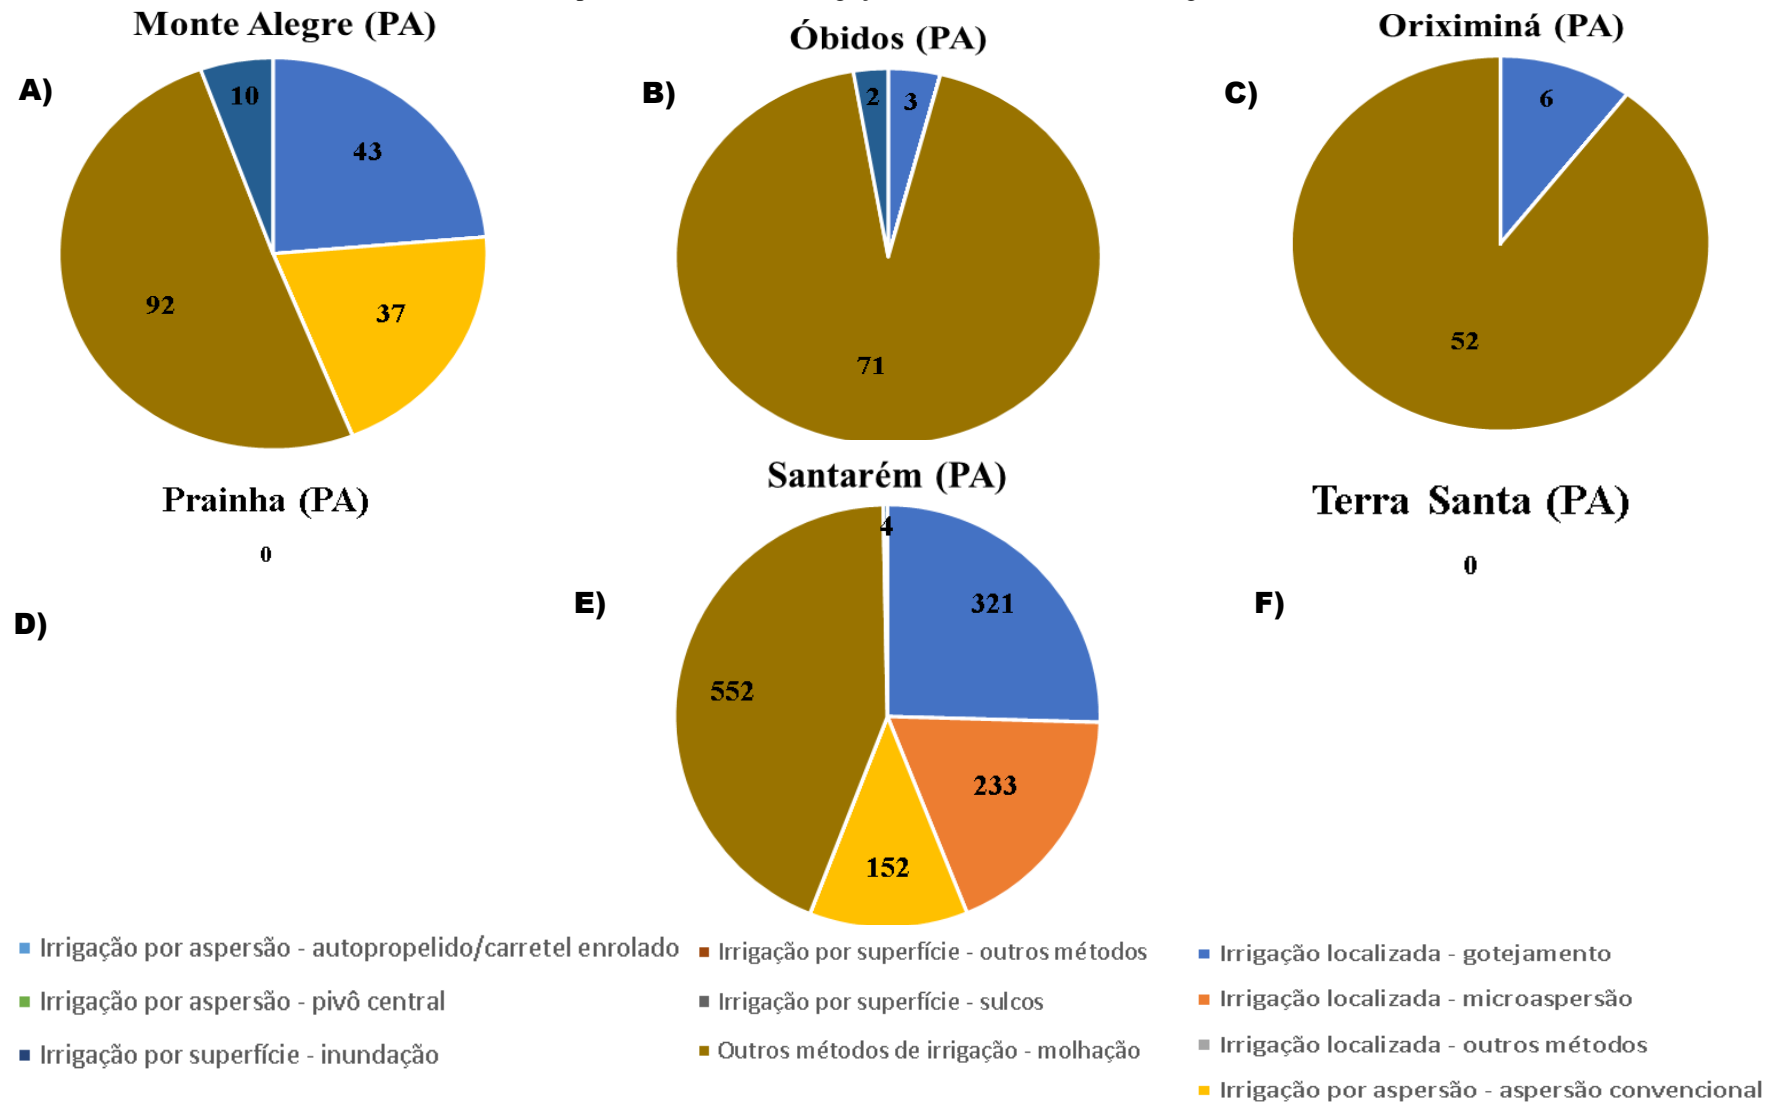 Monte Alegre (PA)
Óbidos (PA)
Oriximiná (PA)
A)
10
43
92
37
B)
2
3
71
C)
6
52
Prainha (PA)
0
D)
Santarém (PA)
4
E)
321
552
233
152
Terra Santa (PA)
0
F)
Irrigação por aspersão - autopropelido/carretel enrolado
Irrigação por aspersão - pivô central
Irrigação por superfície - inundação
Irrigação por superfície - outros métodos
Irrigação por superfície - sulcos
Outros métodos de irrigação - molhação
Irrigação localizada - gotejamento
Irrigação localizada - microaspersão
Irrigação localizada - outros métodos
Irrigação por aspersão - aspersão convencional